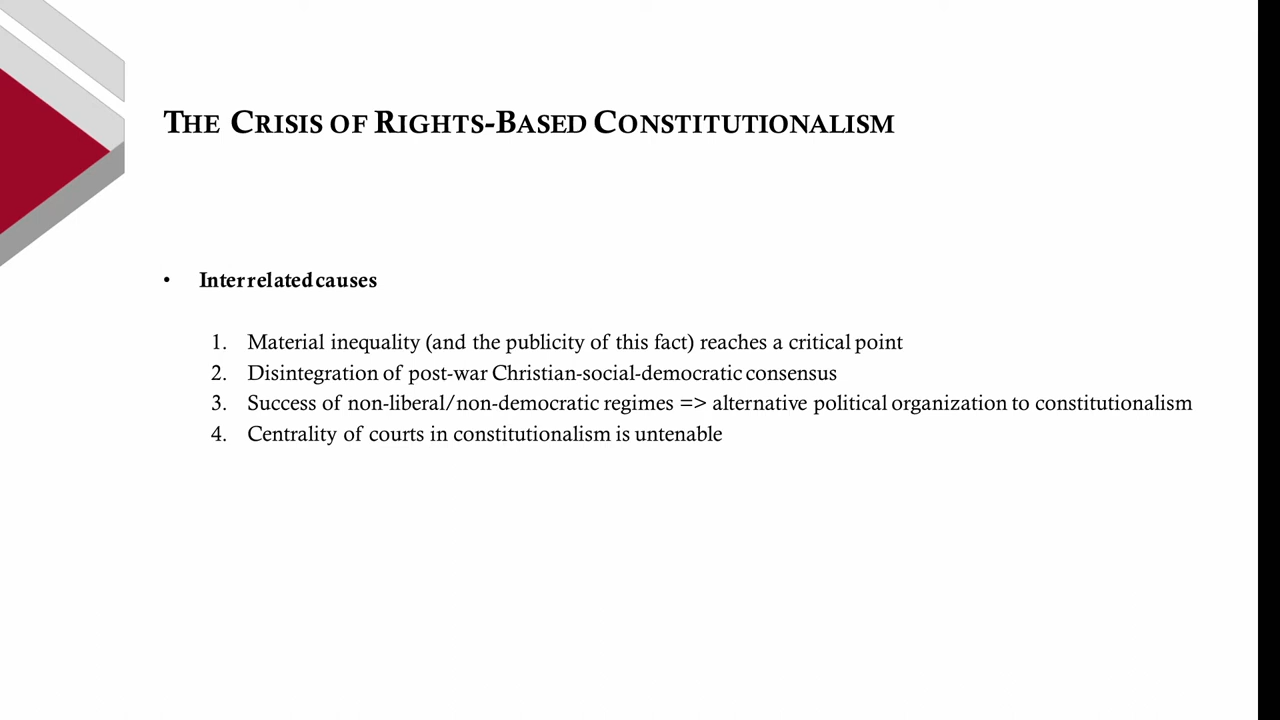 THE CRISIS OF RIGHTS-BASED CONSTITUTIONALISM
• Interrelated causes
1. Material inequality (and the publicity of this fact) reaches a critical point
2. Disintegration of post-war Christian-social-democratic consensus
3. Success of non-liberal/non-democratic regimes => alternative political organization to constitutionalism
4. Centrality of courts in constitutionalism is untenable